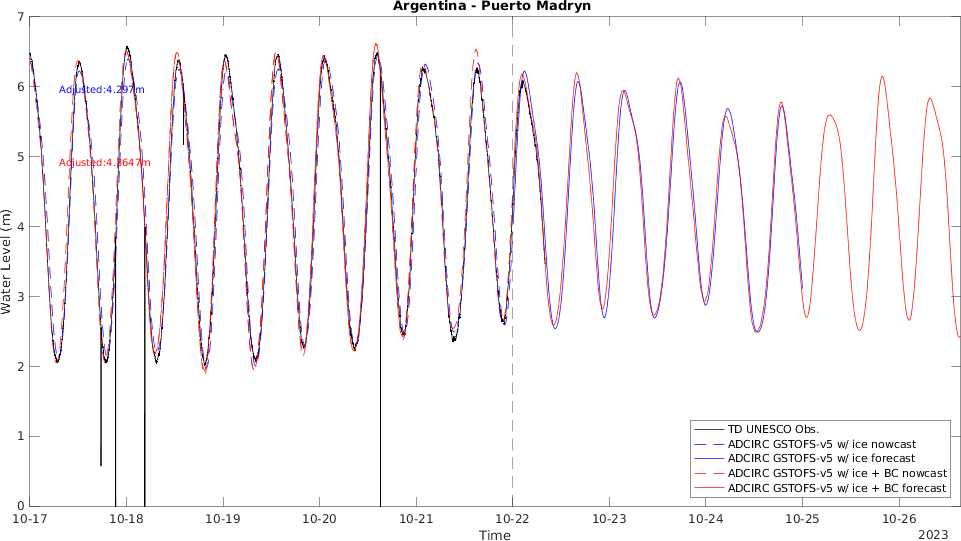 Argentina - Puerto Madryn
7
6
5
4
3
2
1
0
Water Level (m)
Adjusted:4.297m
Adjusted:4.3647m
TD UNESCO Obs.
ADCIRC GSTOFS-v5 w/ ice nowcast
ADCIRC GSTOFS-v5 w/ ice forecast
ADCIRC GSTOFS-v5 w/ ice + BC nowcast
ADCIRC GSTOFS-v5 w/ ice + BC forecast
10-17 10-18 10-19 10-20 10-21 10-22 10-23 10-24 10-25 10-26
Time
2023